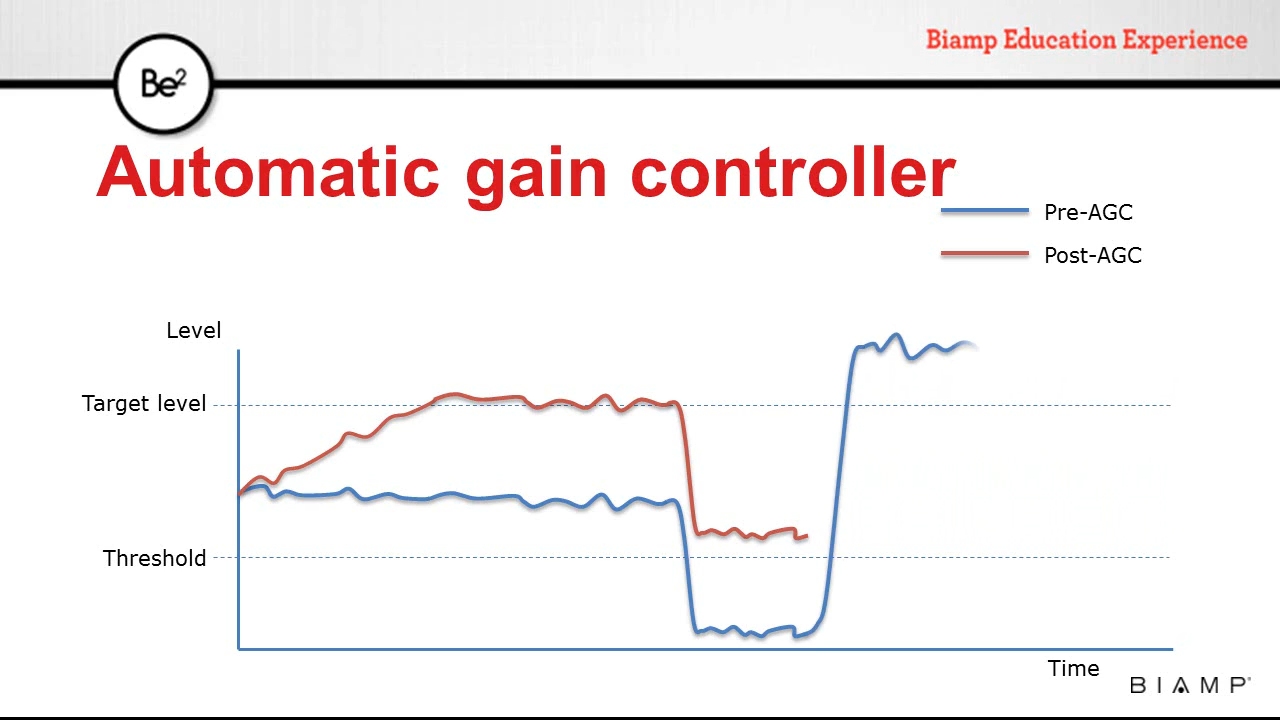 Biamp Education Experience
Be²
Automatic gain controller
Pre-AGC
Post-AGC
Level
Target level
Threshold
Time
BIAMP®